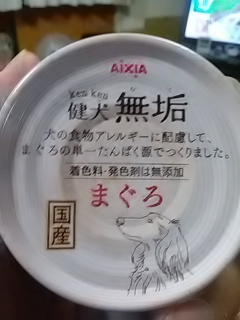 AIXIA
Ken Ken
むく
健犬 無垢
犬の食物アレルギーに配慮して、
まぐろの単一たんぱく源でつくりました。
着色料・発色剤は無添加
まぐろ
国産